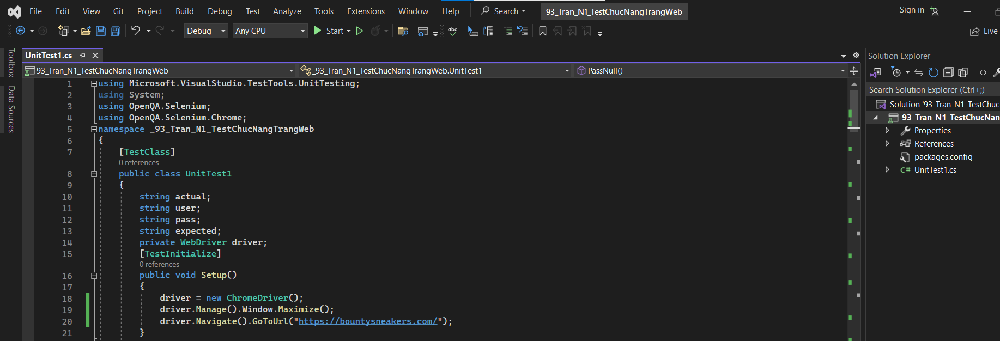 File Edit View Git Project Build Debug Test Analyze Tools Extensions Window Help Search 93_Tran_N1_TestChucNangTrangWeb Sign in
Debug Any CPU Start abc Live
Toolbox
Data Sources
UnitTest1.cs
93_Tran_N1_TestChucNangTrangWeb _93_Tran_N1_TestChucNangTrangWeb.UnitTest1 PassNull()
1 using Microsoft.VisualStudio.TestTools.UnitTesting;
2 using System;
3 using OpenQA.Selenium;
4 using OpenQA.Selenium.Chrome;
5 namespace _93_Tran_N1_TestChucNangTrangWeb
6 {
7 [TestClass]
0 references
8 public class UnitTest1
9 {
10 string actual;
11 string user;
12 string pass;
13 string expected;
14 private WebDriver driver;
15 [TestInitialize]
0 references
16 public void Setup()
17 {
18 driver = new ChromeDriver();
19 driver.Manage().Window.Maximize();
20 driver.Navigate().GoToUrl("https://bountysneakers.com/");
21 }
Solution Explorer
Search Solution Explorer (Ctrl+;)
Solution '93_Tran_N1_TestChuc
93_Tran_N1_TestChucNan
Properties
References
packages.config
C# UnitTest1.cs